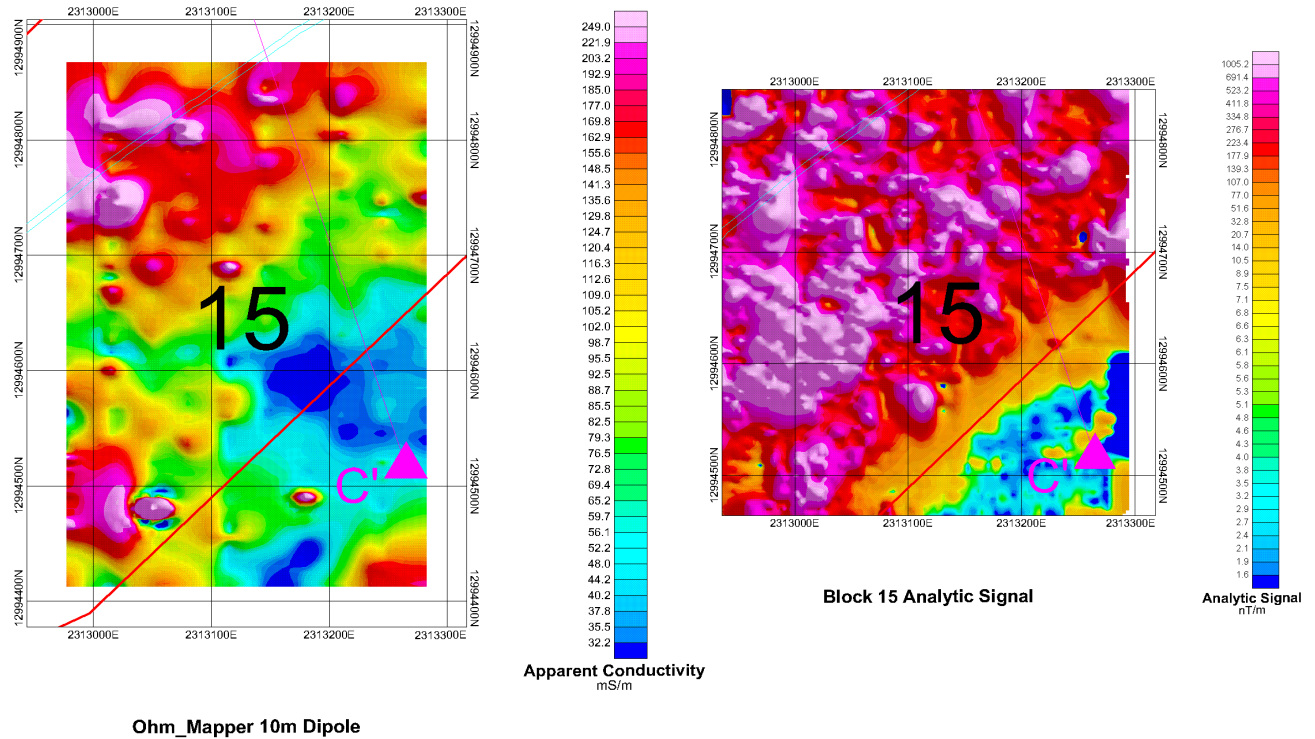 2313000E 2313100E 2313200E 2313300E
12994900N
12994800N
12994700N
12994600N
12994500N
12994400N
15
C'
12994900N
12994800N
12994700N
12994600N
12994500N
12994400N
2313000E 2313100E 2313200E 2313300E
Ohm_Mapper 10m Dipole
249.0
221.9
203.2
192.9
185.0
177.0
169.8
162.9
155.6
148.5
141.3
135.6
129.8
124.7
120.4
116.3
112.6
109.0
105.2
102.0
98.7
95.5
92.5
88.7
85.5
82.5
79.3
76.5
72.8
69.4
65.2
59.7
56.1
52.2
48.0
44.2
40.2
37.8
35.5
32.2
Apparent Conductivity
mS/m
2313000E 2313100E 2313200E 2313300E
12994800N
12994700N
12994600N
12994500N
15
C'
12994800N
12994700N
12994600N
12994500N
2313000E 2313100E 2313200E 2313300E
Block 15 Analytic Signal
1005.2
691.4
523.2
411.8
334.8
276.7
223.4
177.9
139.3
107.0
77.0
51.6
32.8
20.7
14.0
10.5
8.9
7.5
7.1
6.8
6.6
6.3
6.1
5.8
5.6
5.3
5.1
4.8
4.6
4.3
4.0
3.8
3.5
3.2
2.9
2.7
2.4
2.1
1.9
1.6
Analytic Signal
nT/m